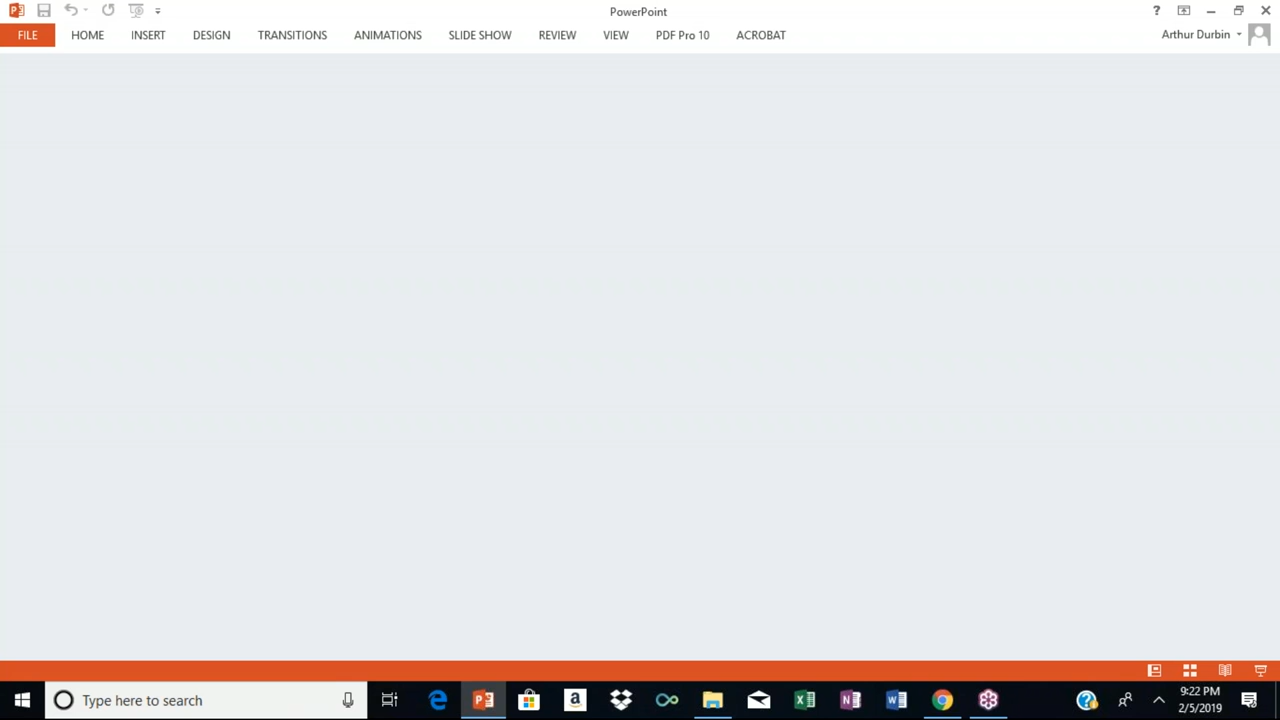 PowerPoint
?
FILE HOME INSERT DESIGN TRANSITIONS ANIMATIONS SLIDE SHOW REVIEW VIEW PDF Pro 10 ACROBAT Arthur Durbin
Type here to search
9:22 PM
2/5/2019